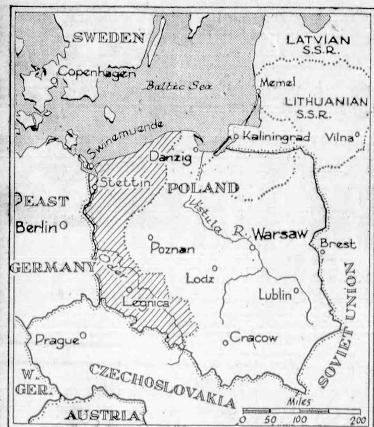 SWEDEN
Copenhagen
Baltic Sea
LATVIAN
S.S.R.
Memel
LITHUANIAN
S.S.R.
Swinemuende
Danzig
Kaliningrad
Vilna
Stettin
POLAND
EAST
Berlin
GERMANY
Vistula R.
Warsaw
Poznan
Brest
Oder R.
Lodz
Legnica
Lublin
SOVIET UNION
Prague
Cracow
W.
GER.
CZECHOSLOVAKIA
AUSTRIA
Miles
0 50 100 200